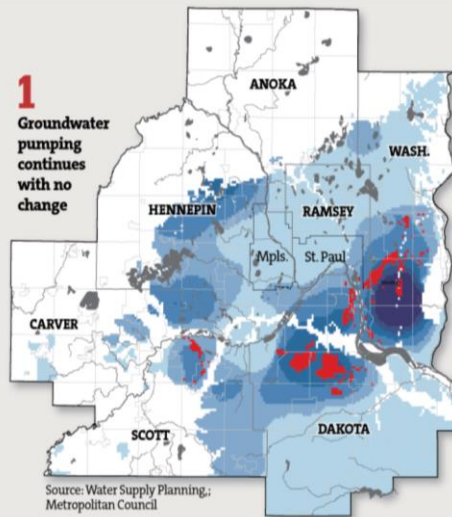 1
Groundwater
pumping
continues
with no
change
ANOKA
WASH.
HENNEPIN
RAMSEY
Mpls.
St. Paul
CARVER
SCOTT
DAKOTA
Source: Water Supply Planning,;
Metropolitan Council